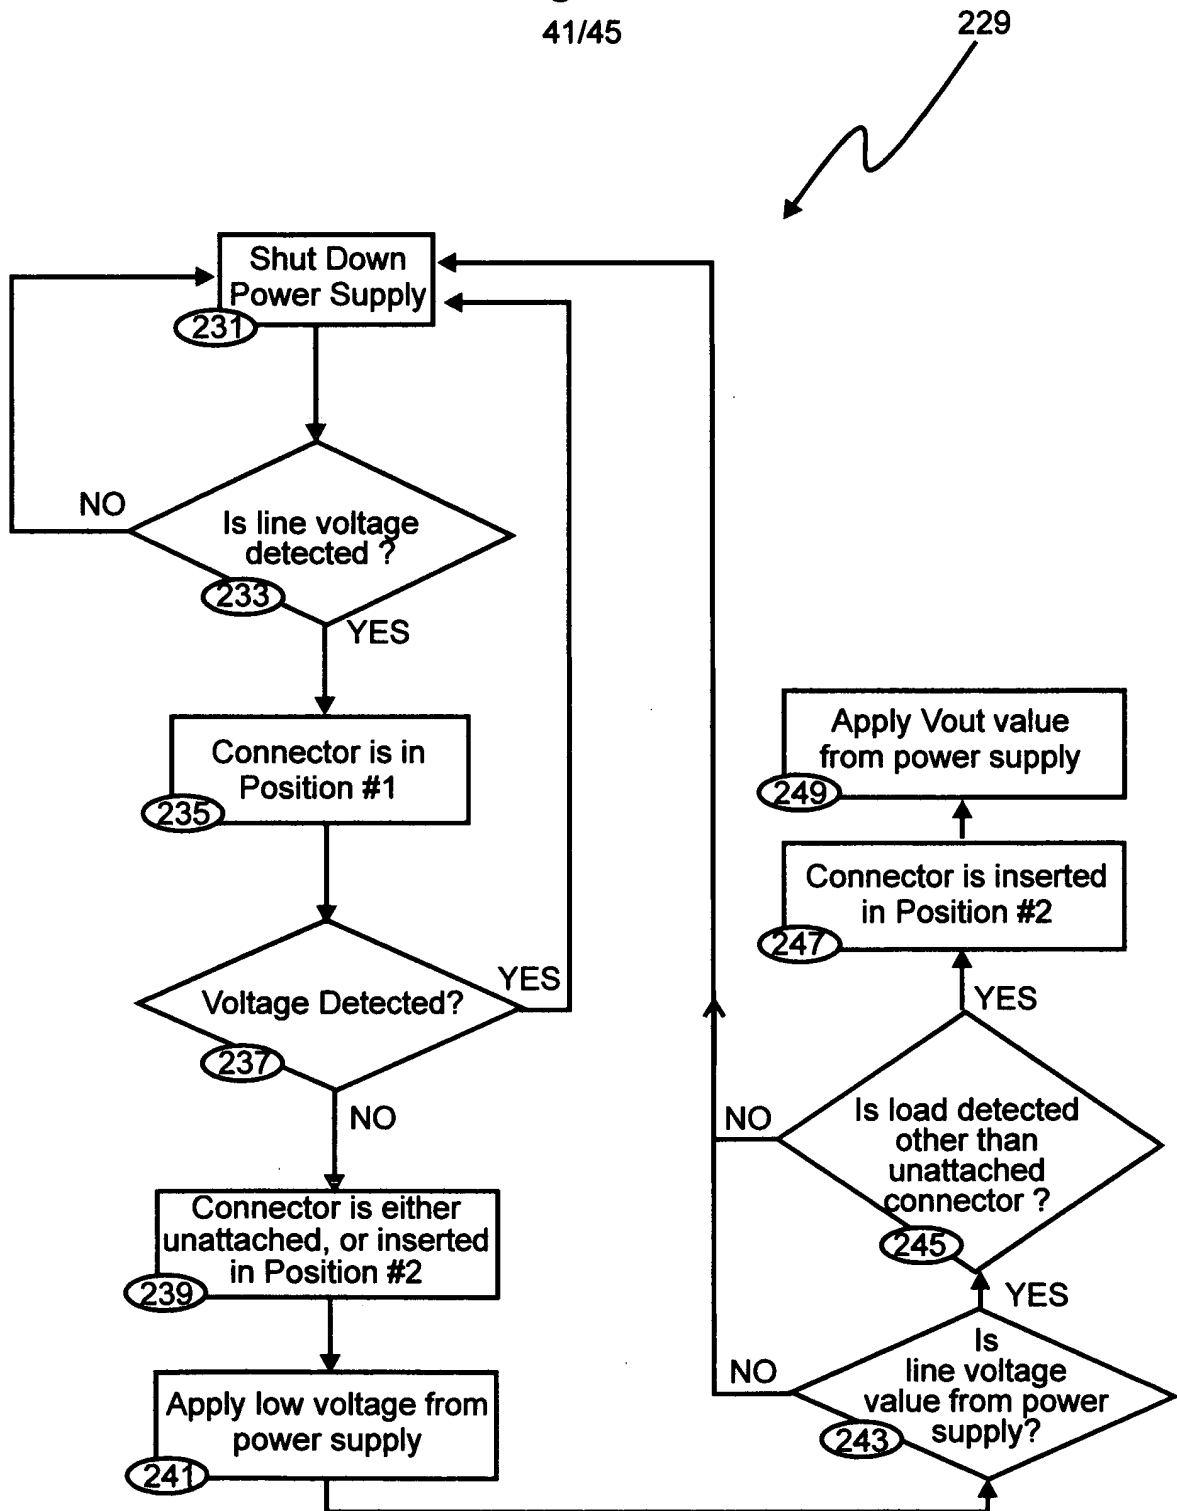 41/45
229
Shut Down
Power Supply
231
NO
Is line voltage
detected ?
233
YES
Connector is in
Position #1
235
YES
Voltage Detected?
237
NO
Connector is either
unattached, or inserted
in Position #2
239
Apply low voltage from
power supply
241
Apply Vout value
from power supply
249
Connector is inserted
in Position #2
247
YES
NO
Is load detected
other than
unattached
connector ?
245
YES
NO
Is
line voltage
value from power
supply?
243